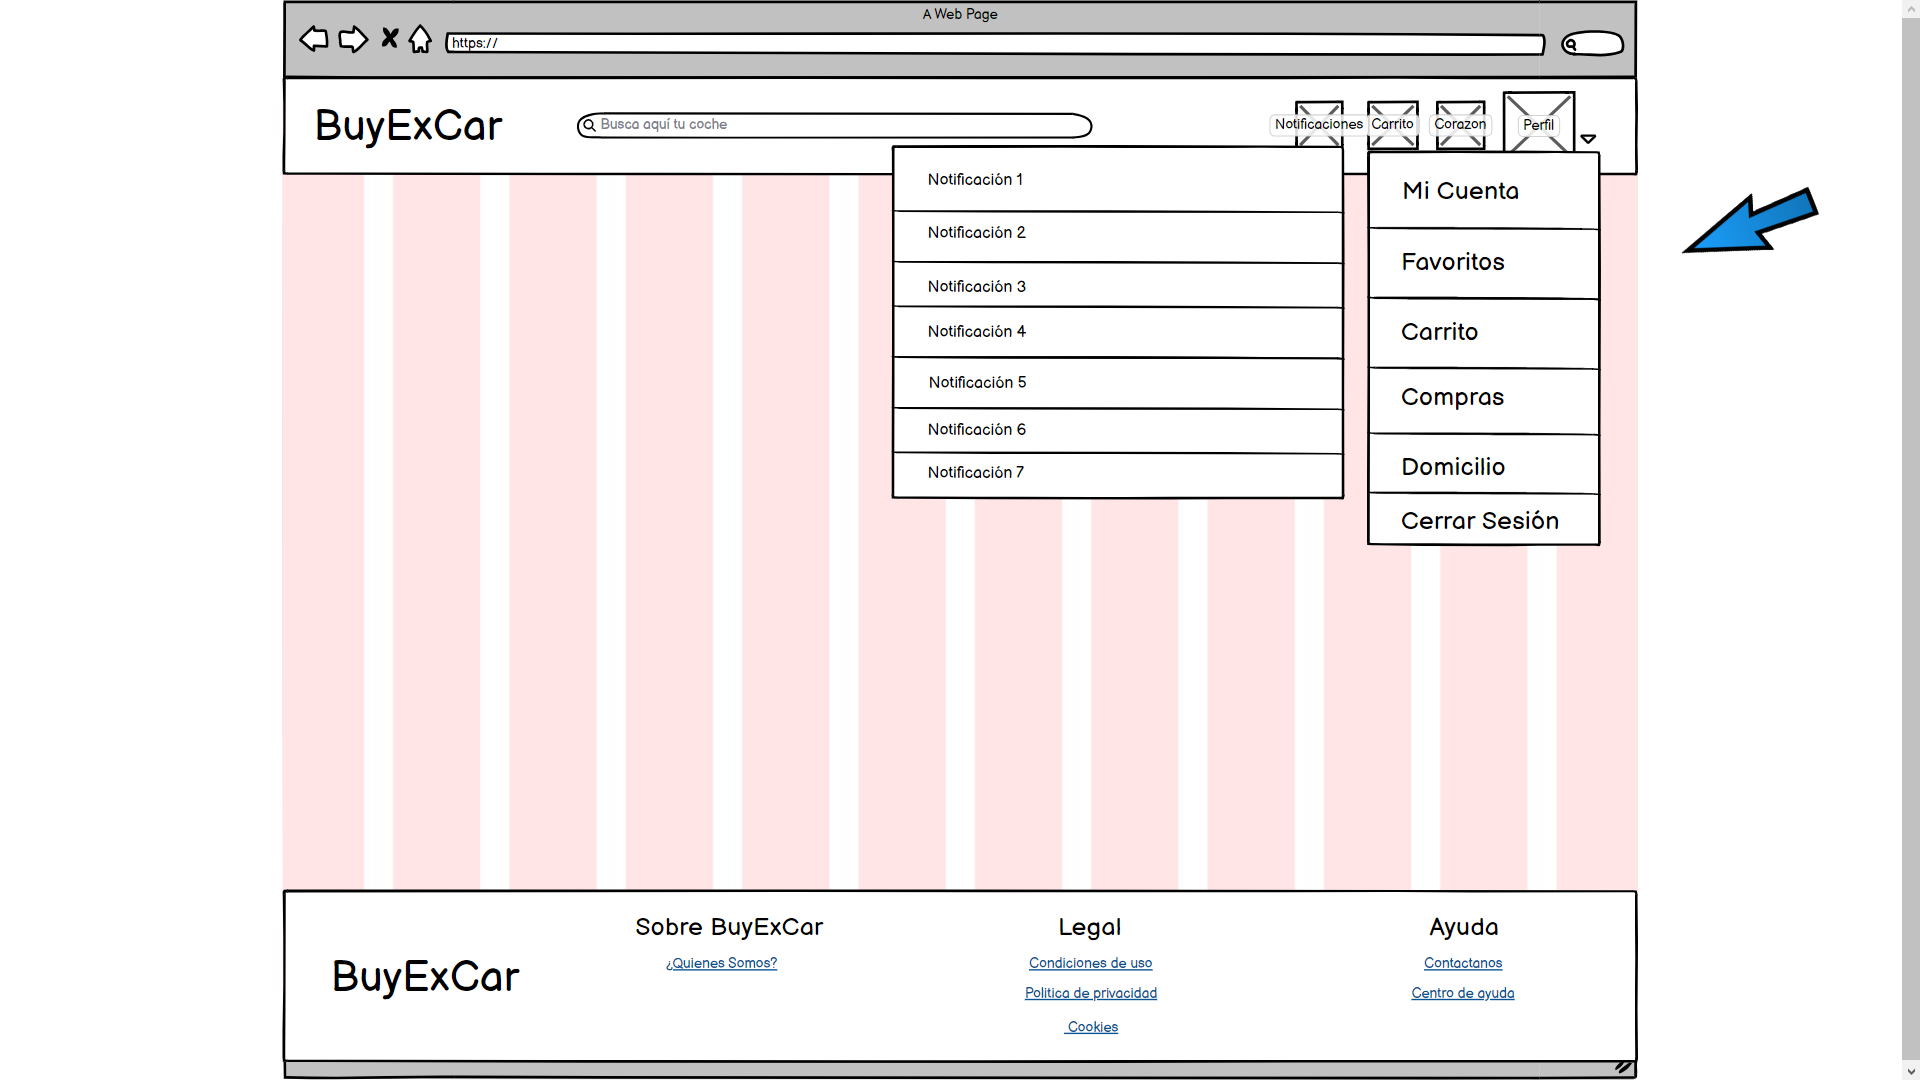 A Web Page
https://
BuyExCar
Busca aquí tu coche
Notificaciones
Carrito
Corazon
Perfil
Notificación 1
Notificación 2
Notificación 3
Notificación 4
Notificación 5
Notificación 6
Notificación 7
Mi Cuenta
Favoritos
Carrito
Compras
Domicilio
Cerrar Sesión
BuyExCar
Sobre BuyExCar
¿Quienes Somos?
Legal
Condiciones de uso
Politica de privacidad
Cookies
Ayuda
Contactanos
Centro de ayuda